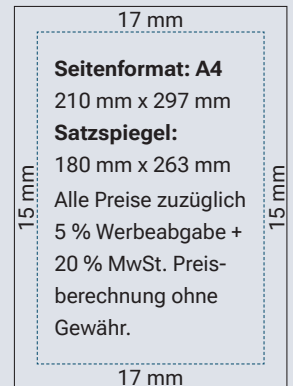 17 mm
Seitenformat: A4
210 mm x 297 mm
Satzspiegel:
180 mm x 263 mm
Alle Preise zuzüglich
5 % Werbeabgabe +
20 % MwSt. Preis-
berechnung ohne
Gewähr.
15 mm
15 mm
17 mm